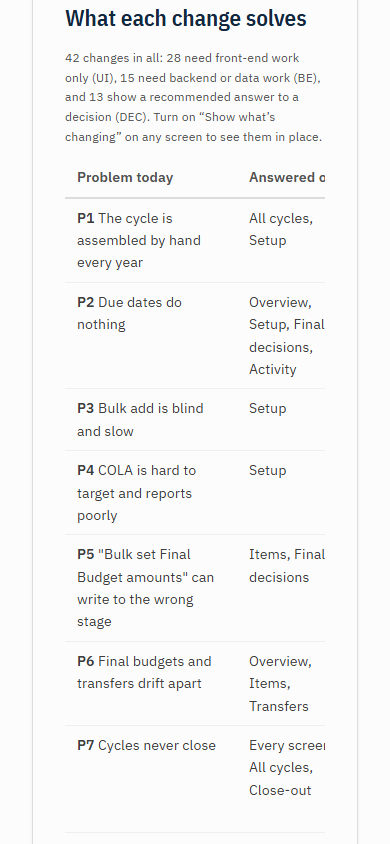 What each change solves
42 changes in all: 28 need front-end work
only (UI), 15 need backend or data work (BE),
and 13 show a recommended answer to a
decision (DEC). Turn on “Show what’s
changing” on any screen to see them in place.
Problem today Answered o
P1 The cycle is All cycles,
assembled by hand Setup
every year
P2 Due dates do Overview,
nothing Setup, Final
decisions,
Activity
P3 Bulk add is blind Setup
and slow
P4 COLA is hard to Setup
target and reports
poorly
P5 "Bulk set Final Items, Final
Budget amounts" can decisions
write to the wrong
stage
P6 Final budgets and Overview,
transfers drift apart Items,
Transfers
P7 Cycles never close Every screen
All cycles,
Close-out